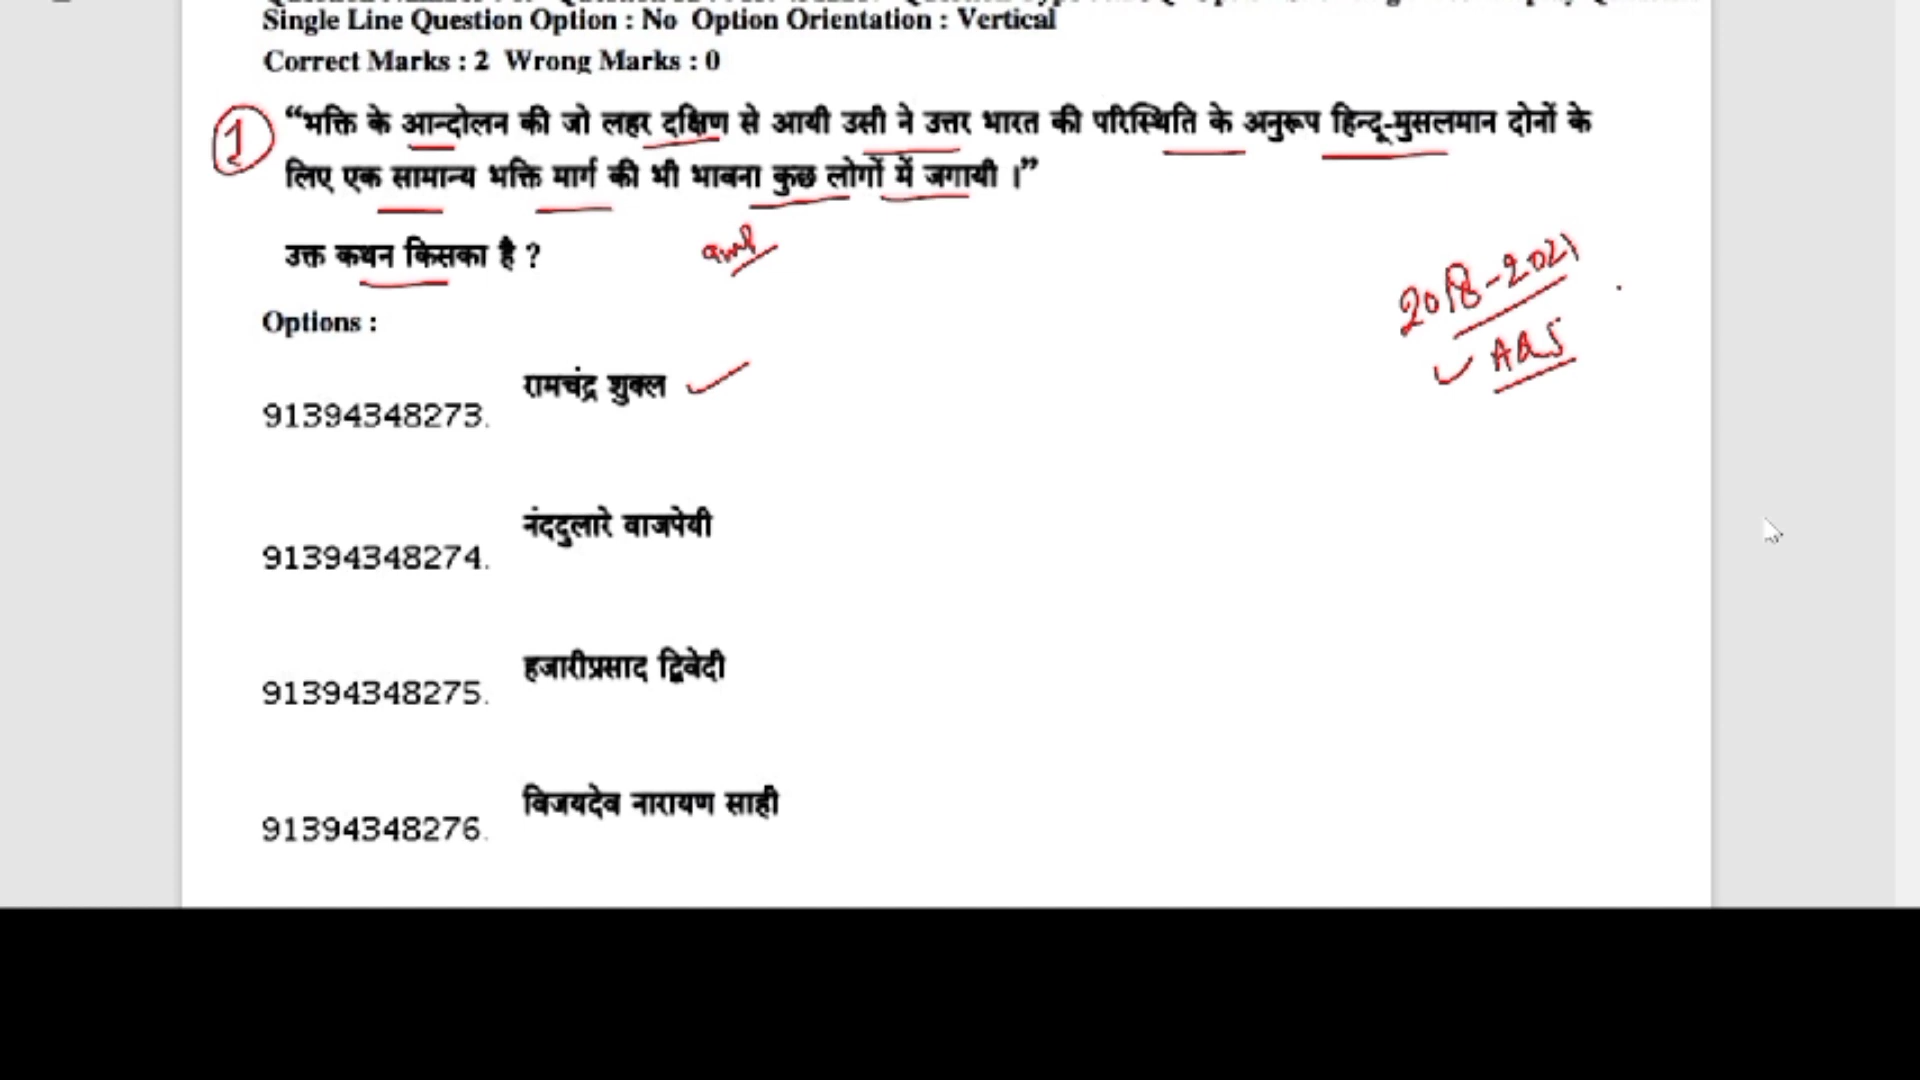 Single Line Question Option : No Option Orientation : Vertical
Correct Marks : 2 Wrong Marks : 0
1 “भक्ति के आन्दोलन की जो लहर दक्षिण से आयी उसी ने उत्तर भारत की परिस्थिति के अनुरूप हिन्दू-मुसलमान दोनों के
लिए एक सामान्य भक्ति मार्ग की भी भावना कुछ लोगों में जगायी ।”
उक्त कथन किसका है ?
2018-2021
Options :
रामचंद्र शुक्ल
91394348273.
नंददुलारे वाजपेयी
91394348274.
हजारीप्रसाद द्विवेदी
91394348275.
विजयदेव नारायण साही
91394348276.